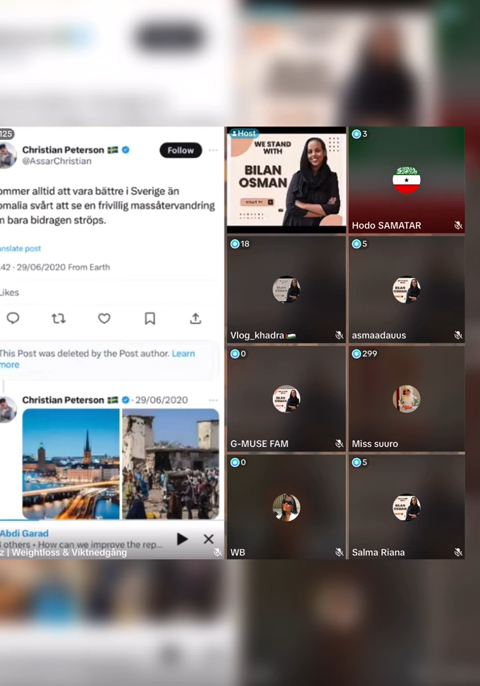 125
Christian Peterson
@AssarChristian
Follow
ommer alltid att vara bättre i Sverige än
omalia svårt att se en frivillig massåtervandring
m bara bidragen ströps.
anslate post
:42 · 29/06/2020 From Earth
Likes
This Post was deleted by the Post author. Learn
more
Christian Peterson · 29/06/2020
Abdi Garad
others • How can we improve the rep...
z | Weightloss & Viktnedgång
Host
WE STAND
WITH
BILAN
OSMAN
3
Hodo SAMATAR
18
Vlog_khadra
5
asmaadauus
0
G-MUSE FAM
299
Miss suuro
0
WB
5
Salma Riana